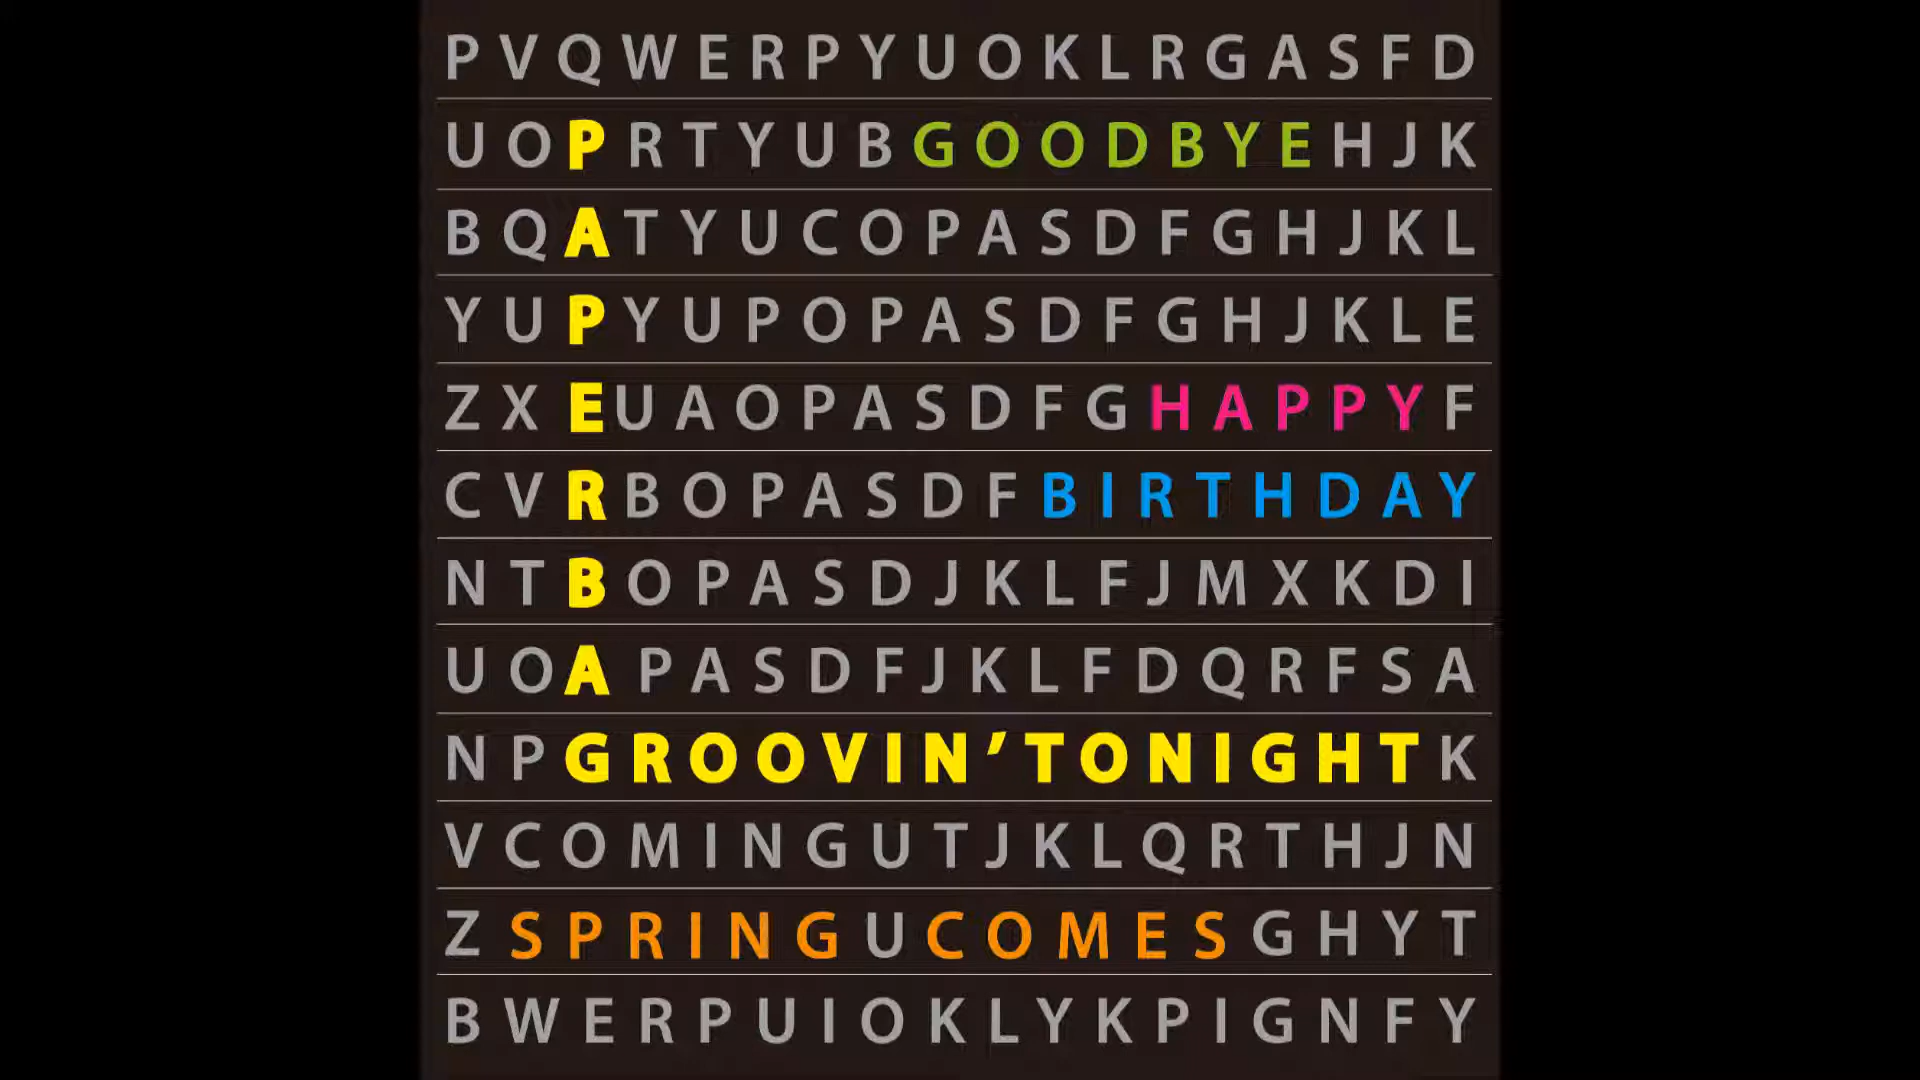 PVQWERPYUOKLRGASFD
UOPRTYUBGOODBYEHJK
BQATYUCOPASDFGHJKL
YUPYUPOPASDFGHJKLE
ZXEUAOPASDFGHAPPYF
CVRBOPASDFBIRTHDAY
NTBOPASDJKLFJMXKDI
UOAPASDFJKLFDQRFSA
NPGROOVIN’TONIGHTK
VCOMINGUTJKLQRTHJN
ZSPRINGUCOMESGHYT
BWERPUIOKLYKPIGNFY